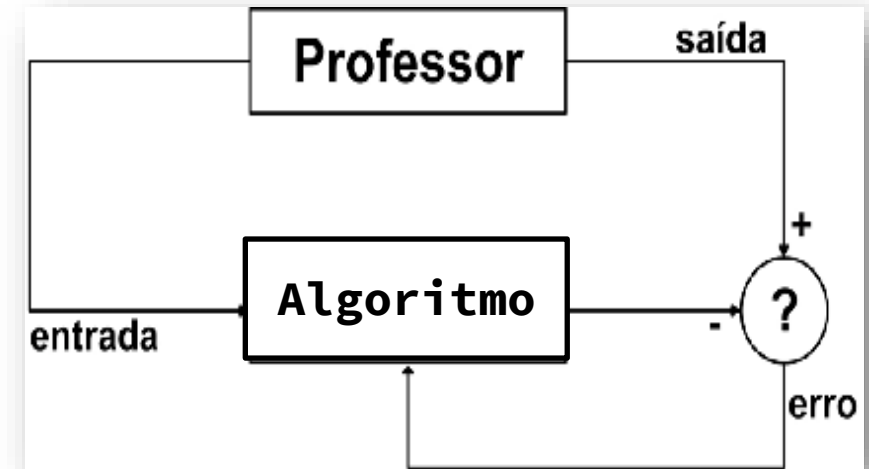 Professor
saída
+
Algoritmo
-
?
entrada
erro